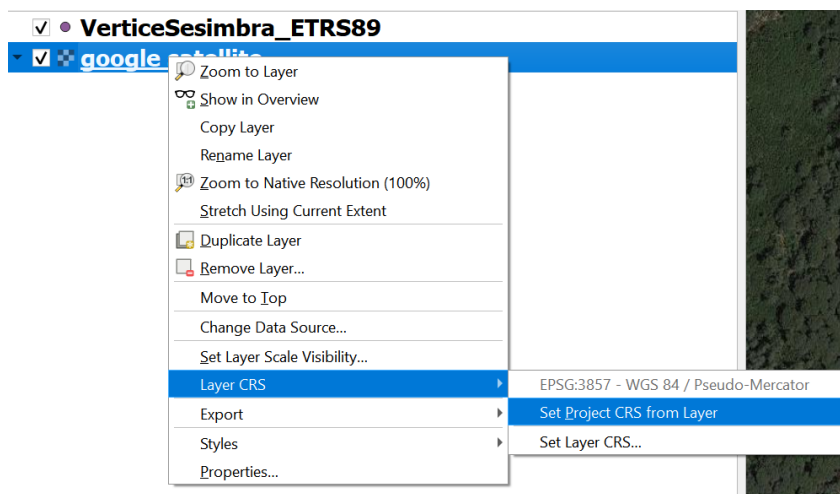 VerticeSesimbra_ETRS89
google satellite
Zoom to Layer
Show in Overview
Copy Layer
Rename Layer
1:1 Zoom to Native Resolution (100%)
Stretch Using Current Extent
Duplicate Layer
Remove Layer...
Move to Top
Change Data Source...
Set Layer Scale Visibility...
Layer CRS
EPSG:3857 - WGS 84 / Pseudo-Mercator
Export
Set Project CRS from Layer
Styles
Set Layer CRS...
Properties...